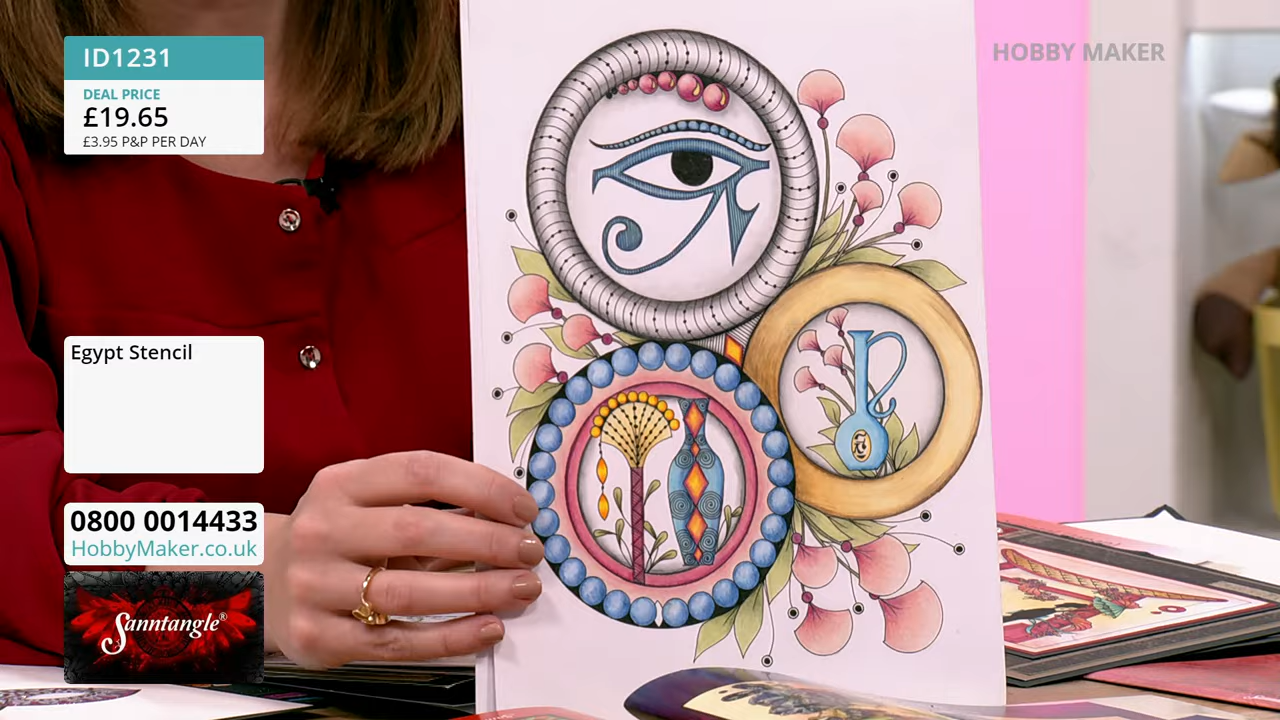 ID1231
DEAL PRICE
£19.65
£3.95 P&P PER DAY
HOBBY MAKER
Egypt Stencil
0800 0014433
HobbyMaker.co.uk
Sanntangle®